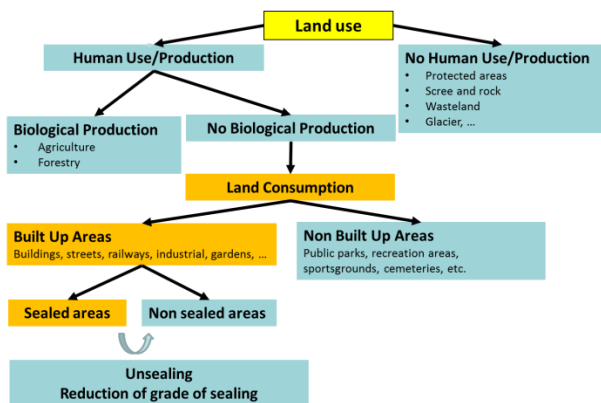 Land use
Human Use/Production
No Human Use/Production
• Protected areas
• Scree and rock
• Wasteland
• Glacier, ...
Biological Production
• Agriculture
• Forestry
No Biological Production
Land Consumption
Built Up Areas
Buildings, streets, railways, industrial, gardens, ...
Non Built Up Areas
Public parks, recreation areas,
sportsgrounds, cemeteries, etc.
Sealed areas
Non sealed areas
Unsealing
Reduction of grade of sealing